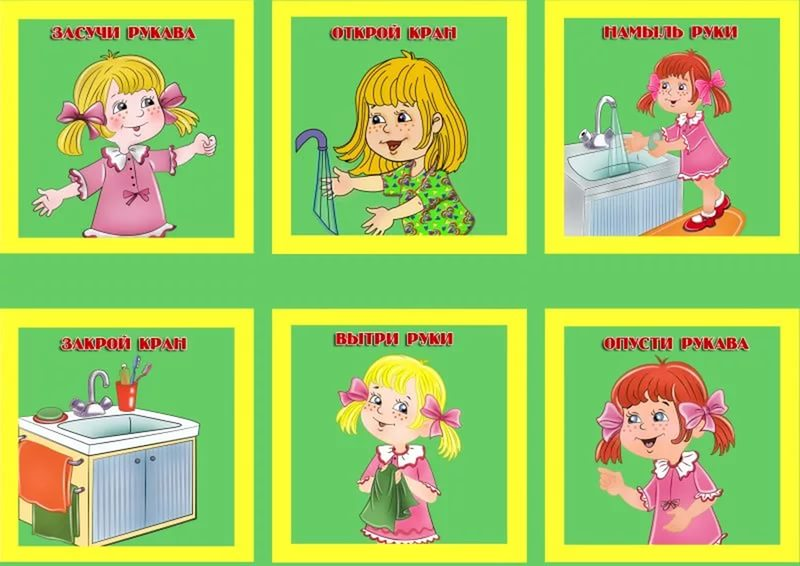 ЗАСУЧИ РУКАВА
ОТКРОЙ КРАН
НАМЫЛЬ РУКИ
ЗАКРОЙ КРАН
ВЫТРИ РУКИ
ОПУСТИ РУКАВА